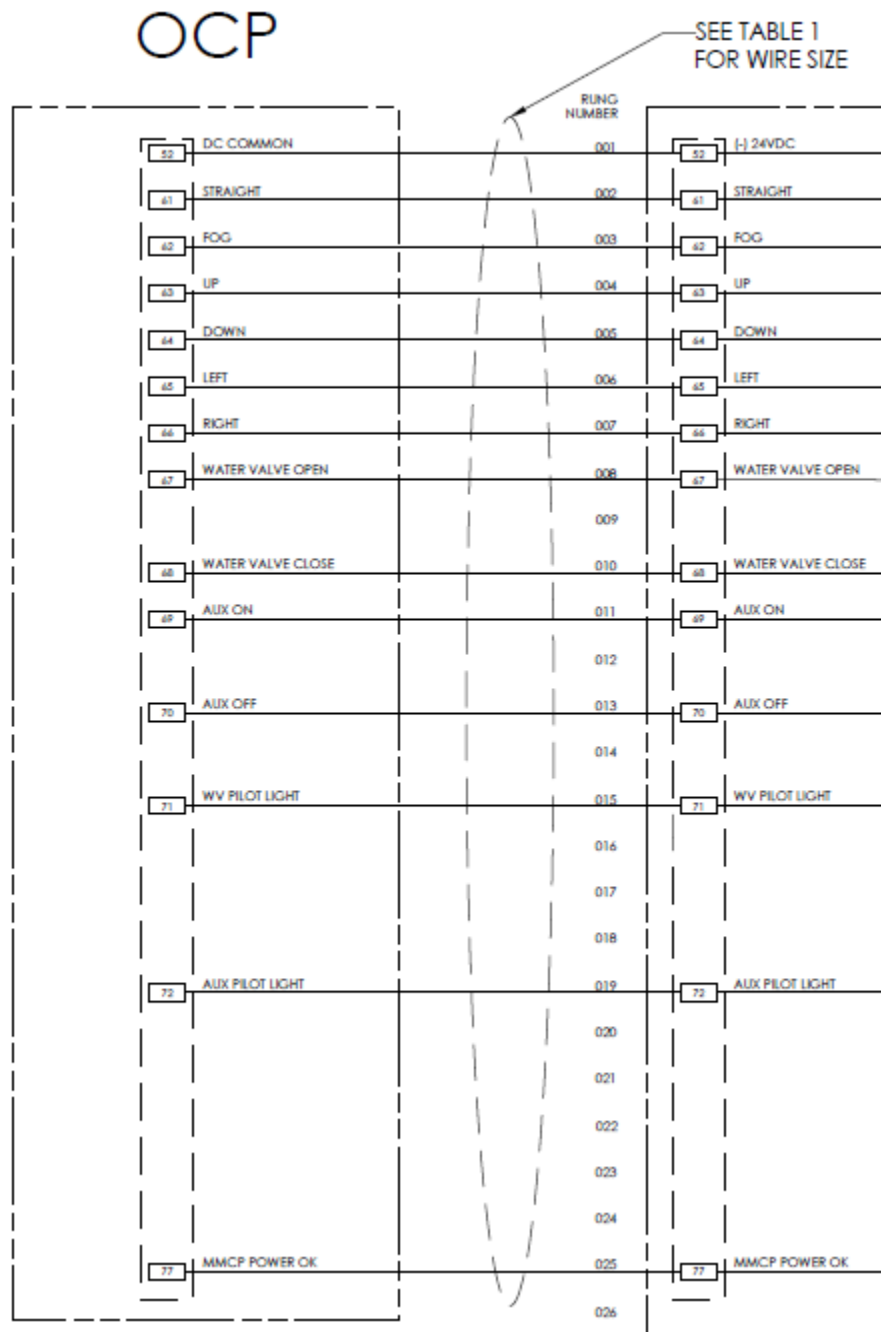 OCP
SEE TABLE 1
FOR WIRE SIZE
RUNG
NUMBER
52 DC COMMON 001 52 (-) 24VDC
61 STRAIGHT 002 61 STRAIGHT
62 FOG 003 62 FOG
63 UP 004 63 UP
64 DOWN 005 64 DOWN
65 LEFT 006 65 LEFT
66 RIGHT 007 66 RIGHT
67 WATER VALVE OPEN 008 67 WATER VALVE OPEN
009
68 WATER VALVE CLOSE 010 68 WATER VALVE CLOSE
69 AUX ON 011 69 AUX ON
012
70 AUX OFF 013 70 AUX OFF
014
71 WV PILOT LIGHT 015 71 WV PILOT LIGHT
016
017
018
72 AUX PILOT LIGHT 019 72 AUX PILOT LIGHT
020
021
022
023
024
77 MMCP POWER OK 025 77 MMCP POWER OK
026